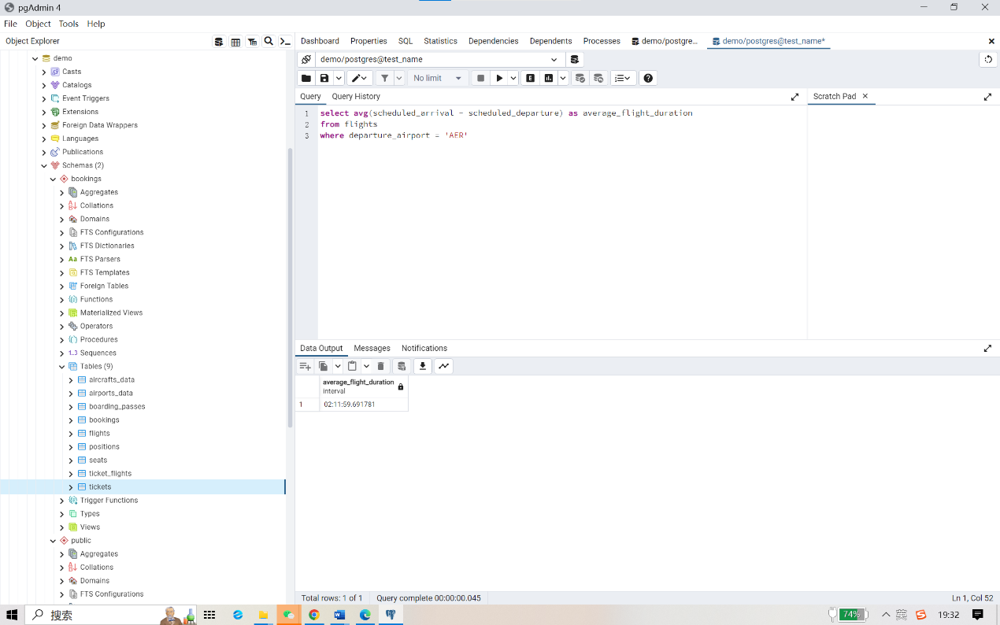 pgAdmin 4
File Object Tools Help
Object Explorer
Dashboard Properties SQL Statistics Dependencies Dependents Processes demo/postgre... demo/postgres@test_name*
demo/postgres@test_name
No limit
Query Query History
Scratch Pad
1 select avg(scheduled_arrival - scheduled_departure) as average_flight_duration
2 from flights
3 where departure_airport = 'AER'
demo
Casts
Catalogs
Event Triggers
Extensions
Foreign Data Wrappers
Languages
Publications
Schemas (2)
bookings
Aggregates
Collations
Domains
FTS Configurations
FTS Dictionaries
Aa FTS Parsers
FTS Templates
Foreign Tables
Functions
Materialized Views
Operators
Procedures
1..3 Sequences
Tables (9)
aircrafts_data
airports_data
boarding_passes
bookings
flights
positions
seats
ticket_flights
tickets
Trigger Functions
Types
Views
public
Aggregates
Collations
Domains
FTS Configurations
Data Output Messages Notifications
average_flight_duration
interval
1 02:11:59.691781
Total rows: 1 of 1 Query complete 00:00:00.045 Ln 1, Col 52
搜索
74% 英 19:32